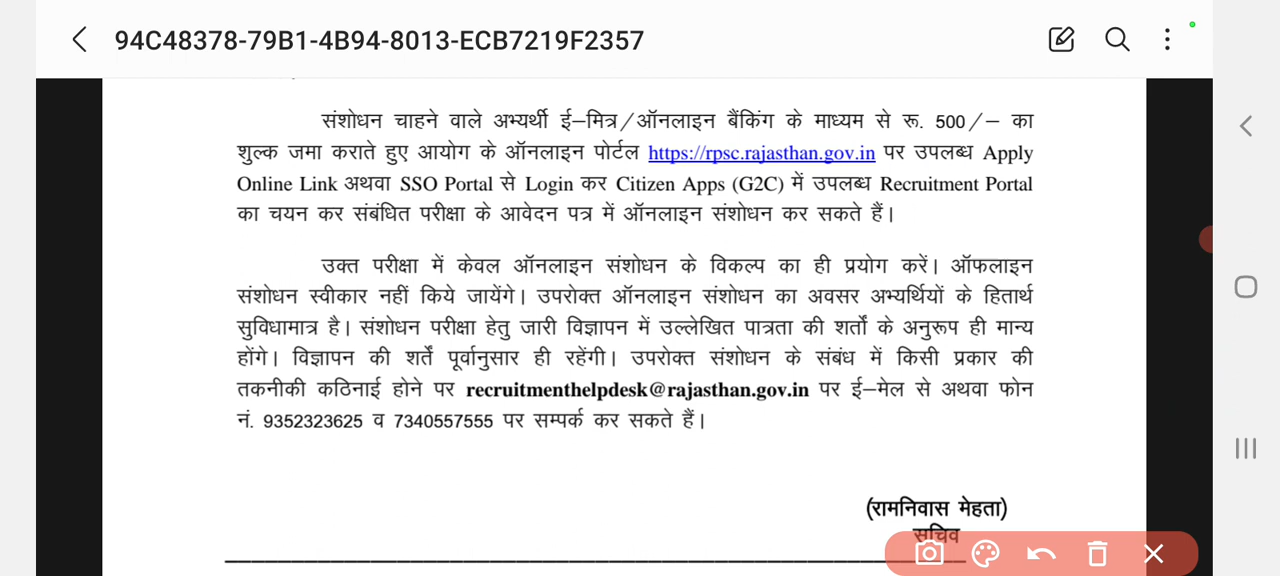 94C48378-79B1-4B94-8013-ECB7219F2357
संशोधन चाहने वाले अभ्यर्थी ई–मित्र/ऑनलाइन बैंकिंग के माध्यम से रू. 500/– का
शुल्क जमा कराते हुए आयोग के ऑनलाइन पोर्टल https://rpsc.rajasthan.gov.in पर उपलब्ध Apply
Online Link अथवा SSO Portal से Login कर Citizen Apps (G2C) में उपलब्ध Recruitment Portal
का चयन कर संबंधित परीक्षा के आवेदन पत्र में ऑनलाइन संशोधन कर सकते हैं।
उक्त परीक्षा में केवल ऑनलाइन संशोधन के विकल्प का ही प्रयोग करें। ऑफलाइन
संशोधन स्वीकार नहीं किये जायेंगे। उपरोक्त ऑनलाइन संशोधन का अवसर अभ्यर्थियों के हितार्थ
सुविधामात्र है। संशोधन परीक्षा हेतु जारी विज्ञापन में उल्लेखित पात्रता की शर्तो के अनुरूप ही मान्य
होंगे। विज्ञापन की शर्तें पूर्वानुसार ही रहेंगी। उपरोक्त संशोधन के संबंध में किसी प्रकार की
तकनीकी कठिनाई होने पर recruitmenthelpdesk@rajasthan.gov.in पर ई–मेल से अथवा फोन
नं. 9352323625 व 7340557555 पर सम्पर्क कर सकते हैं।
(रामनिवास मेहता)
सचिव